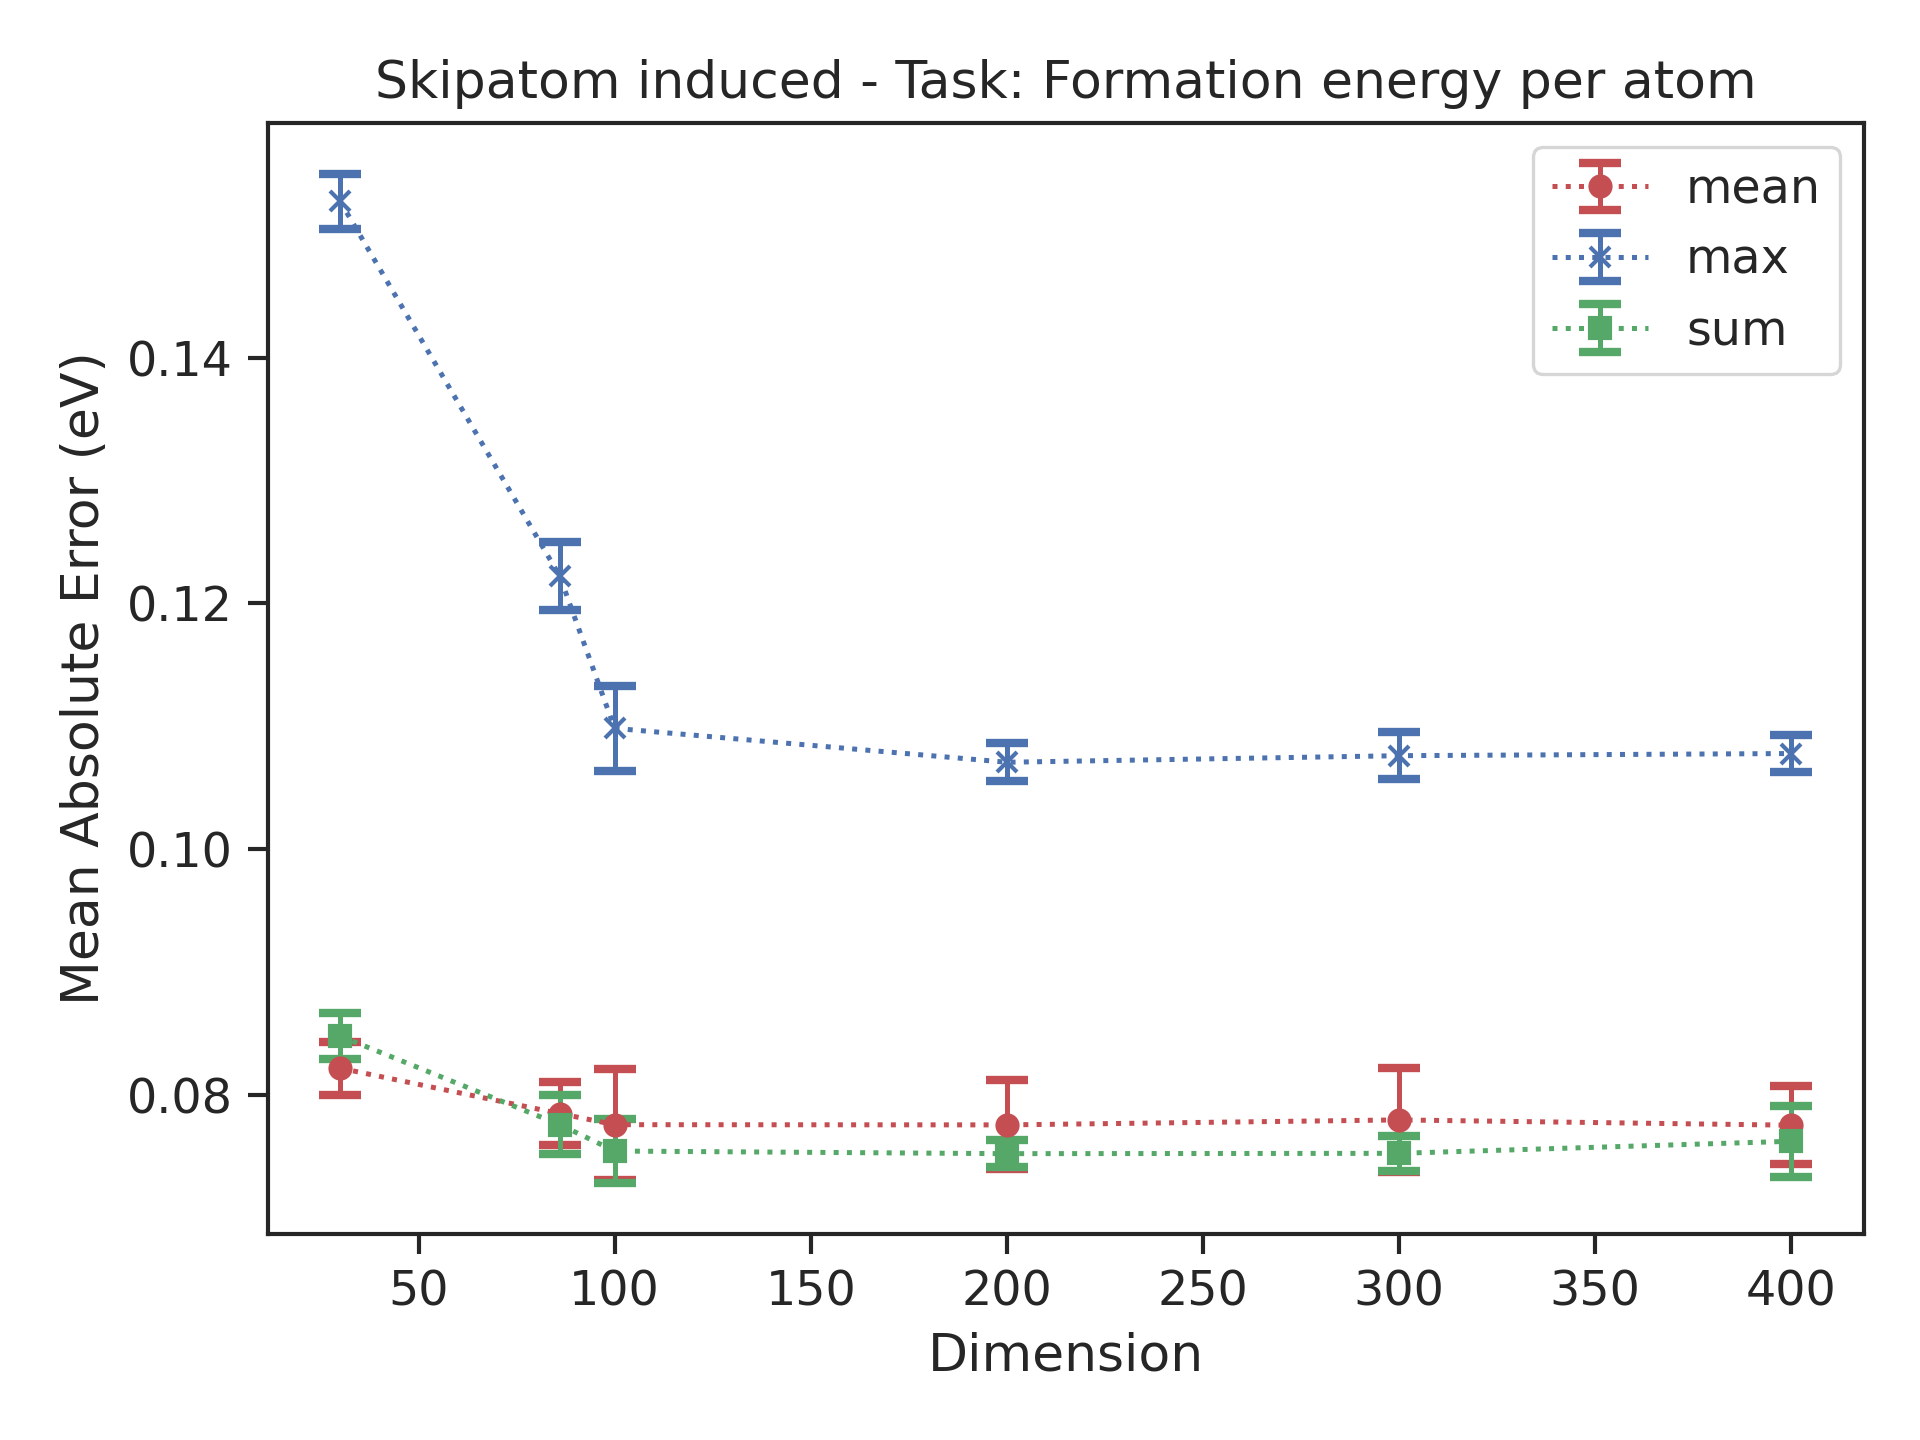 Skipatom induced - Task: Formation energy per atom
mean
max
sum
Mean Absolute Error (eV)
0.14
0.12
0.10
0.08
50 100 150 200 250 300 350 400
Dimension